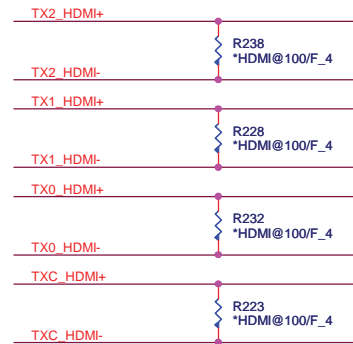 TX2_HDMI+
R238
*HDMI@100/F_4
TX2_HDMI-
TX1_HDMI+
R228
*HDMI@100/F_4
TX1_HDMI-
TX0_HDMI+
R232
*HDMI@100/F_4
TX0_HDMI-
TXC_HDMI+
R223
*HDMI@100/F_4
TXC_HDMI-